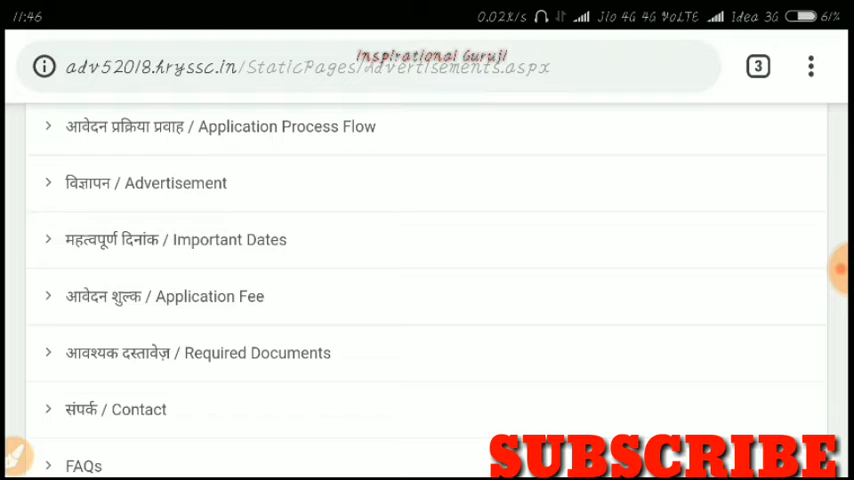 11:46 0.02K/s Jio 4G 4G VoLTE Idea 3G 61%
Inspirational Guruji
adv52018.hryssc.in/StaticPages/Advertisements.aspx 3
आवेदन प्रक्रिया प्रवाह / Application Process Flow
विज्ञापन / Advertisement
महत्वपूर्ण दिनांक / Important Dates
आवेदन शुल्क / Application Fee
आवश्यक दस्तावेज़ / Required Documents
संपर्क / Contact
FAQs
SUBSCRIBE